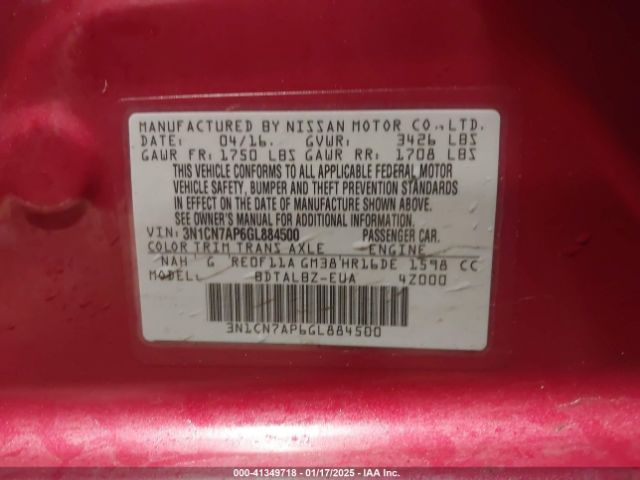 MANUFACTURED BY NISSAN MOTOR CO.,LTD.
DATE: 04/16. GVWR: 3426 LBS
GAWR FR: 1750 LBS GAWR RR: 1708 LBS
THIS VEHICLE CONFORMS TO ALL APPLICABLE FEDERAL MOTOR
VEHICLE SAFETY, BUMPER AND THEFT PREVENTION STANDARDS
IN EFFECT ON THE DATE OF MANUFACTURE SHOWN ABOVE.
SEE OWNER'S MANUAL FOR ADDITIONAL INFORMATION.
VIN: 3N1CN7AP6GL884500 PASSENGER CAR.
COLOR TRIM TRANS AXLE ENGINE
NAH G RE0F11A GM38 HR16DE 1598 CC
MODEL BDTALBZ-EUA 4Z000
3N1CN7AP6GL884500
000-41349718 - 01/17/2025 - IAA Inc.